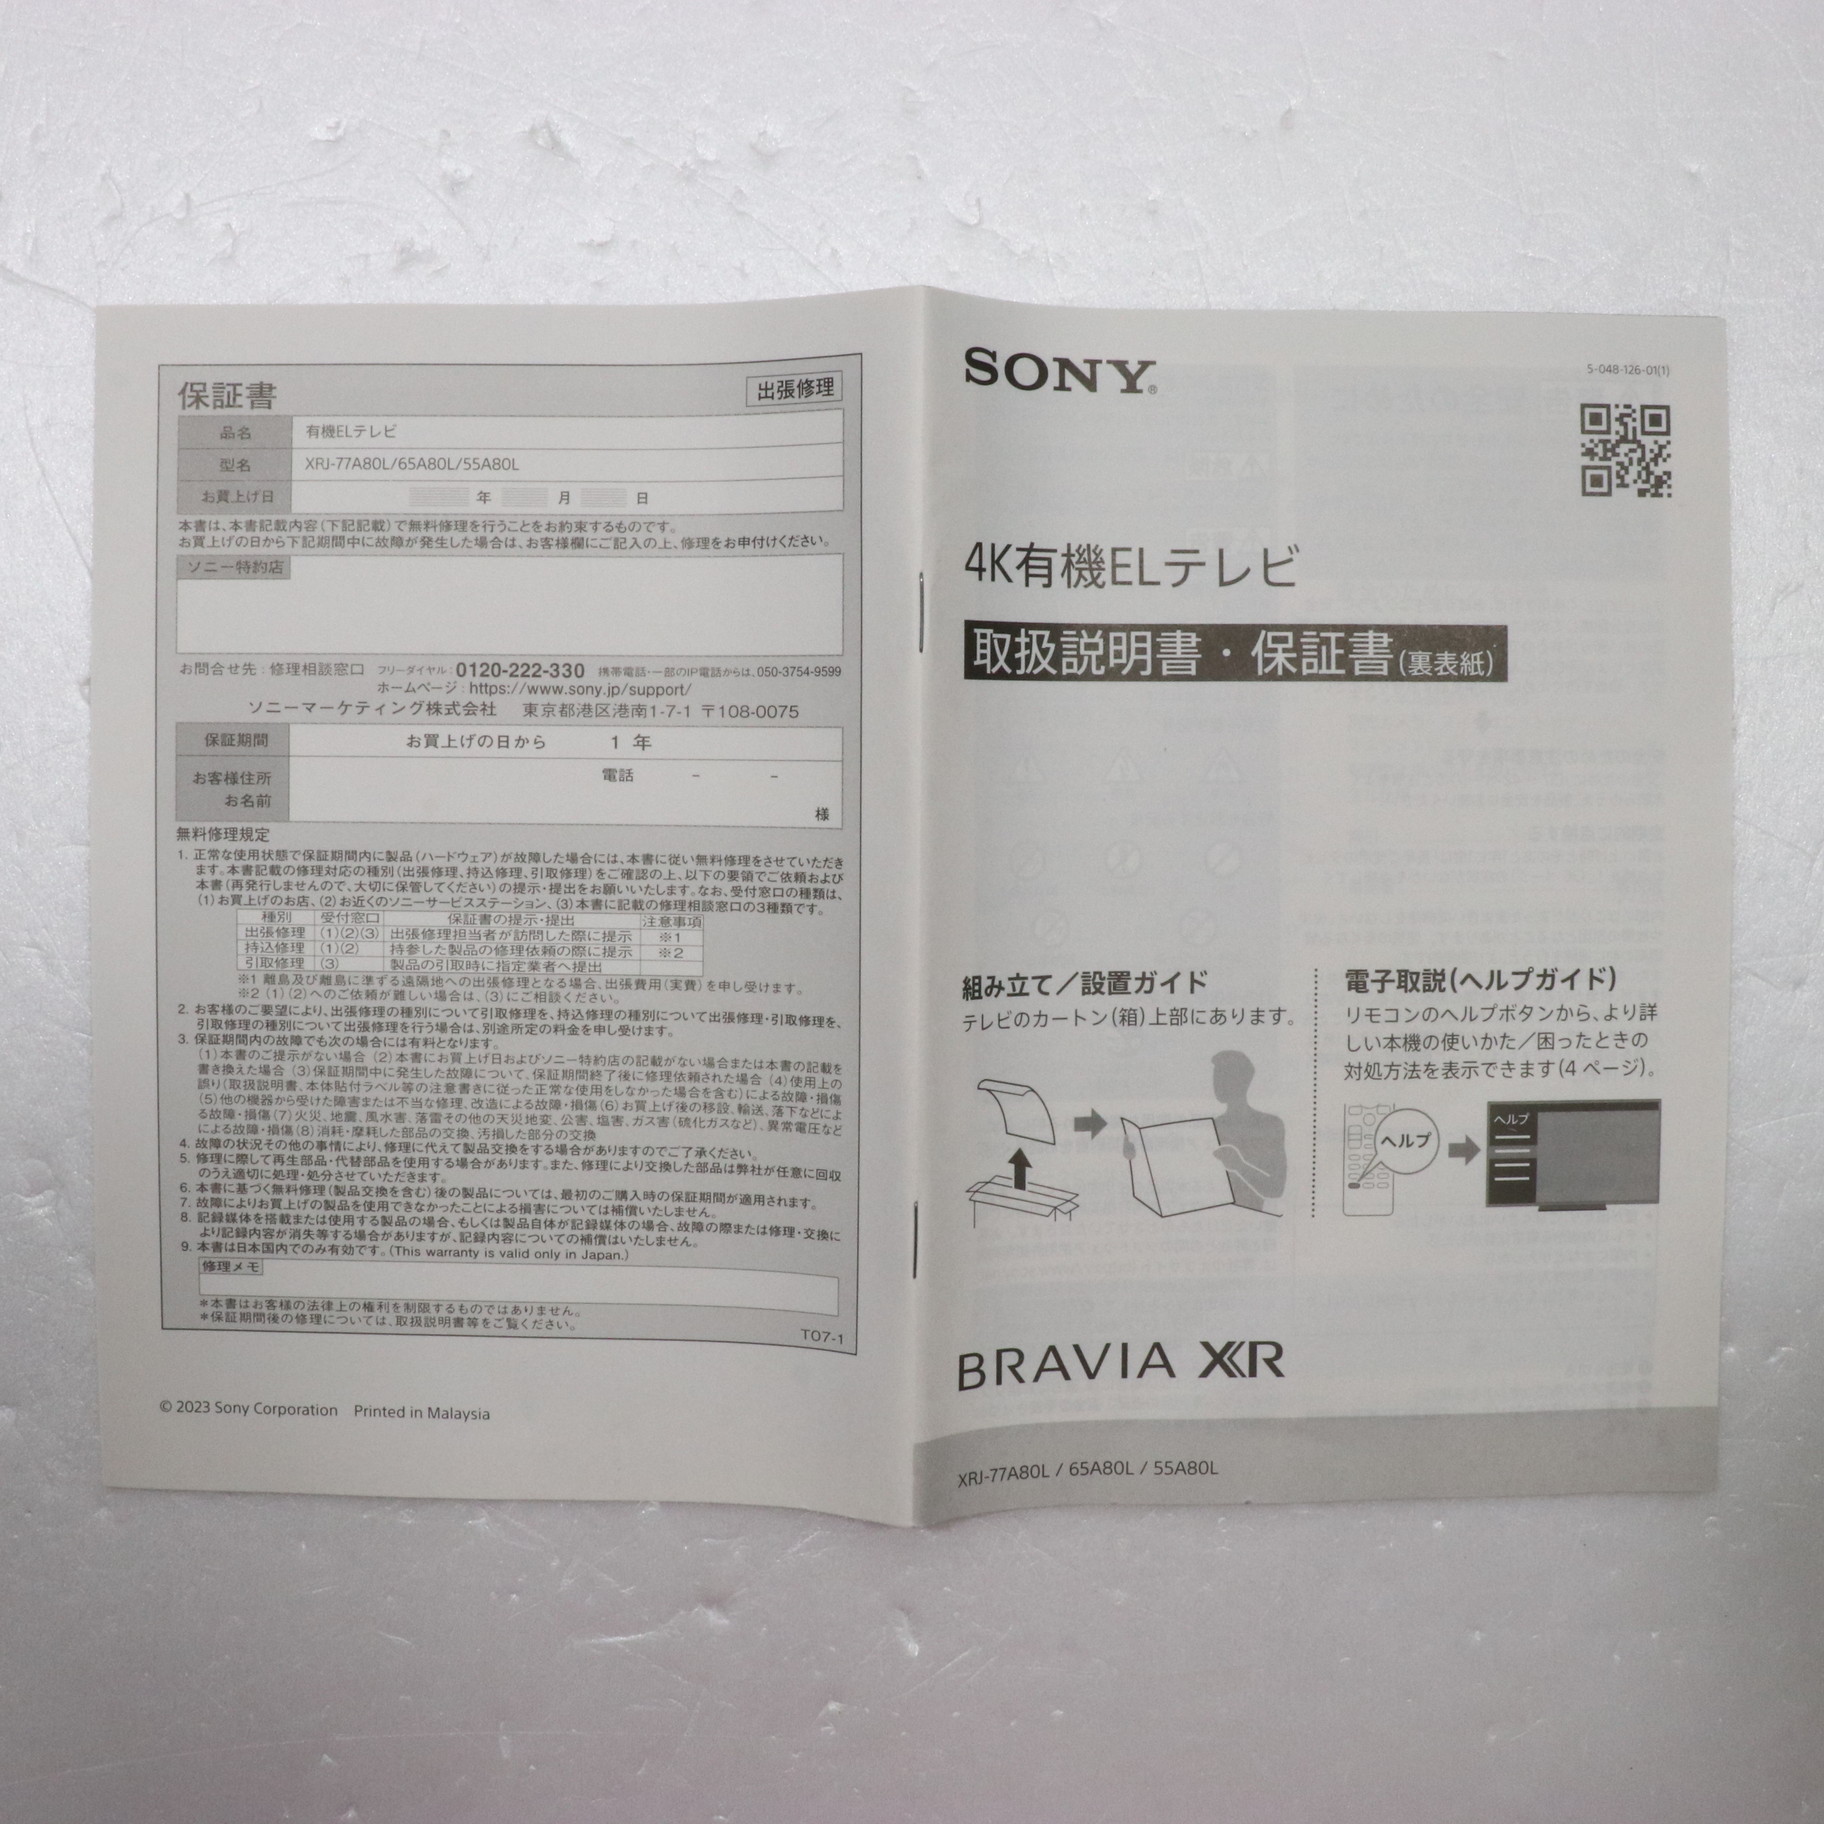 保証書
出張修理
品名 有機ELテレビ
型名 XRJ-77A80L/65A80L/55A80L
お買上げ日 年 月 日
本書は、本書記載内容(下記記載)で無料修理を行うことをお約束するものです。
お買上げの日から下記期間中に故障が発生した場合は、お客様欄にご記入の上、修理をお申付けください。
ソニー特約店
お問合せ先:修理相談窓口 フリーダイヤル:0120-222-330 携帯電話・一部のIP電話からは、050-3754-9599
ホームページ:https://www.sony.jp/support/
ソニーマーケティング株式会社 東京都港区港南1-7-1 〒108-0075
保証期間 お買上げの日から 1 年
お客様住所 電話 － －
お名前 様
無料修理規定
1. 正常な使用状態で保証期間内に製品(ハードウェア)が故障した場合には、本書に従い無料修理をさせていただき
ます。本書記載の修理対応の種別(出張修理、持込修理、引取修理)をご確認の上、以下の要領でご依頼および
本書(再発行しませんので、大切に保管してください)の提示・提出をお願いいたします。なお、受付窓口の種類は、
(1)お買上げのお店、(2)お近くのソニーサービスステーション、(3)本書に記載の修理相談窓口の3種類です。
種別 受付窓口 保証書の提示・提出 注意事項
出張修理 (1)(2)(3) 出張修理担当者が訪問した際に提示 ※1
持込修理 (1)(2) 持参した製品の修理依頼の際に提示 ※2
引取修理 (3) 製品の引取時に指定業者へ提出
※1 離島及び離島に準ずる遠隔地への出張修理となる場合、出張費用(実費)を申し受けます。
※2 (1)(2)へのご依頼が難しい場合は、(3)にご相談ください。
2. お客様のご要望により、出張修理の種別について引取修理を、持込修理の種別について出張修理・引取修理を、
引取修理の種別について出張修理を行う場合は、別途所定の料金を申し受けます。
3. 保証期間内の故障でも次の場合には有料となります。
(1)本書のご提示がない場合 (2)本書にお買上げ日およびソニー特約店の記載がない場合または本書の記載を
書き換えた場合 (3)保証期間中に発生した故障について、保証期間終了後に修理依頼された場合 (4)使用上の
誤り(取扱説明書、本体貼付ラベル等の注意書きに従った正常な使用をしなかった場合を含む)による故障・損傷
(5)他の機器から受けた障害または不当な修理、改造による故障・損傷(6)お買上げ後の移設、輸送、落下などによ
る故障・損傷(7)火災、地震、風水害、落雷その他の天災地変、公害、塩害、ガス害(硫化ガスなど)、異常電圧など
による故障・損傷(8)消耗・摩耗した部品の交換、汚損した部分の交換
4. 故障の状況その他の事情により、修理に代えて製品交換をする場合がありますのでご了承ください。
5. 修理に際して再生部品・代替部品を使用する場合があります。また、修理により交換した部品は弊社が任意に回収
のうえ適切に処理・処分させていただきます。
6. 本書に基づく無料修理(製品交換を含む)後の製品については、最初のご購入時の保証期間が適用されます。
7. 故障によりお買上げの製品を使用できなかったことによる損害については補償いたしません。
8. 記録媒体を搭載または使用する製品の場合、もしくは製品自体が記録媒体の場合、故障の際または修理・交換に
より記録内容が消失等する場合がありますが、記録内容についての補償はいたしません。
9. 本書は日本国内でのみ有効です。(This warranty is valid only in Japan.)
修理メモ
＊本書はお客様の法律上の権利を制限するものではありません。
＊保証期間後の修理については、取扱説明書等をご覧ください。
T07-1
© 2023 Sony Corporation Printed in Malaysia
SONY®
5-048-126-01(1)
4K有機ELテレビ
取扱説明書・保証書(裏表紙)
組み立て／設置ガイド
テレビのカートン(箱)上部にあります。
電子取説(ヘルプガイド)
リモコンのヘルプボタンから、より詳
しい本機の使いかた／困ったときの
対処方法を表示できます(4 ページ)。
ヘルプ
ヘルプ
BRAVIA XR
XRJ-77A80L / 65A80L / 55A80L